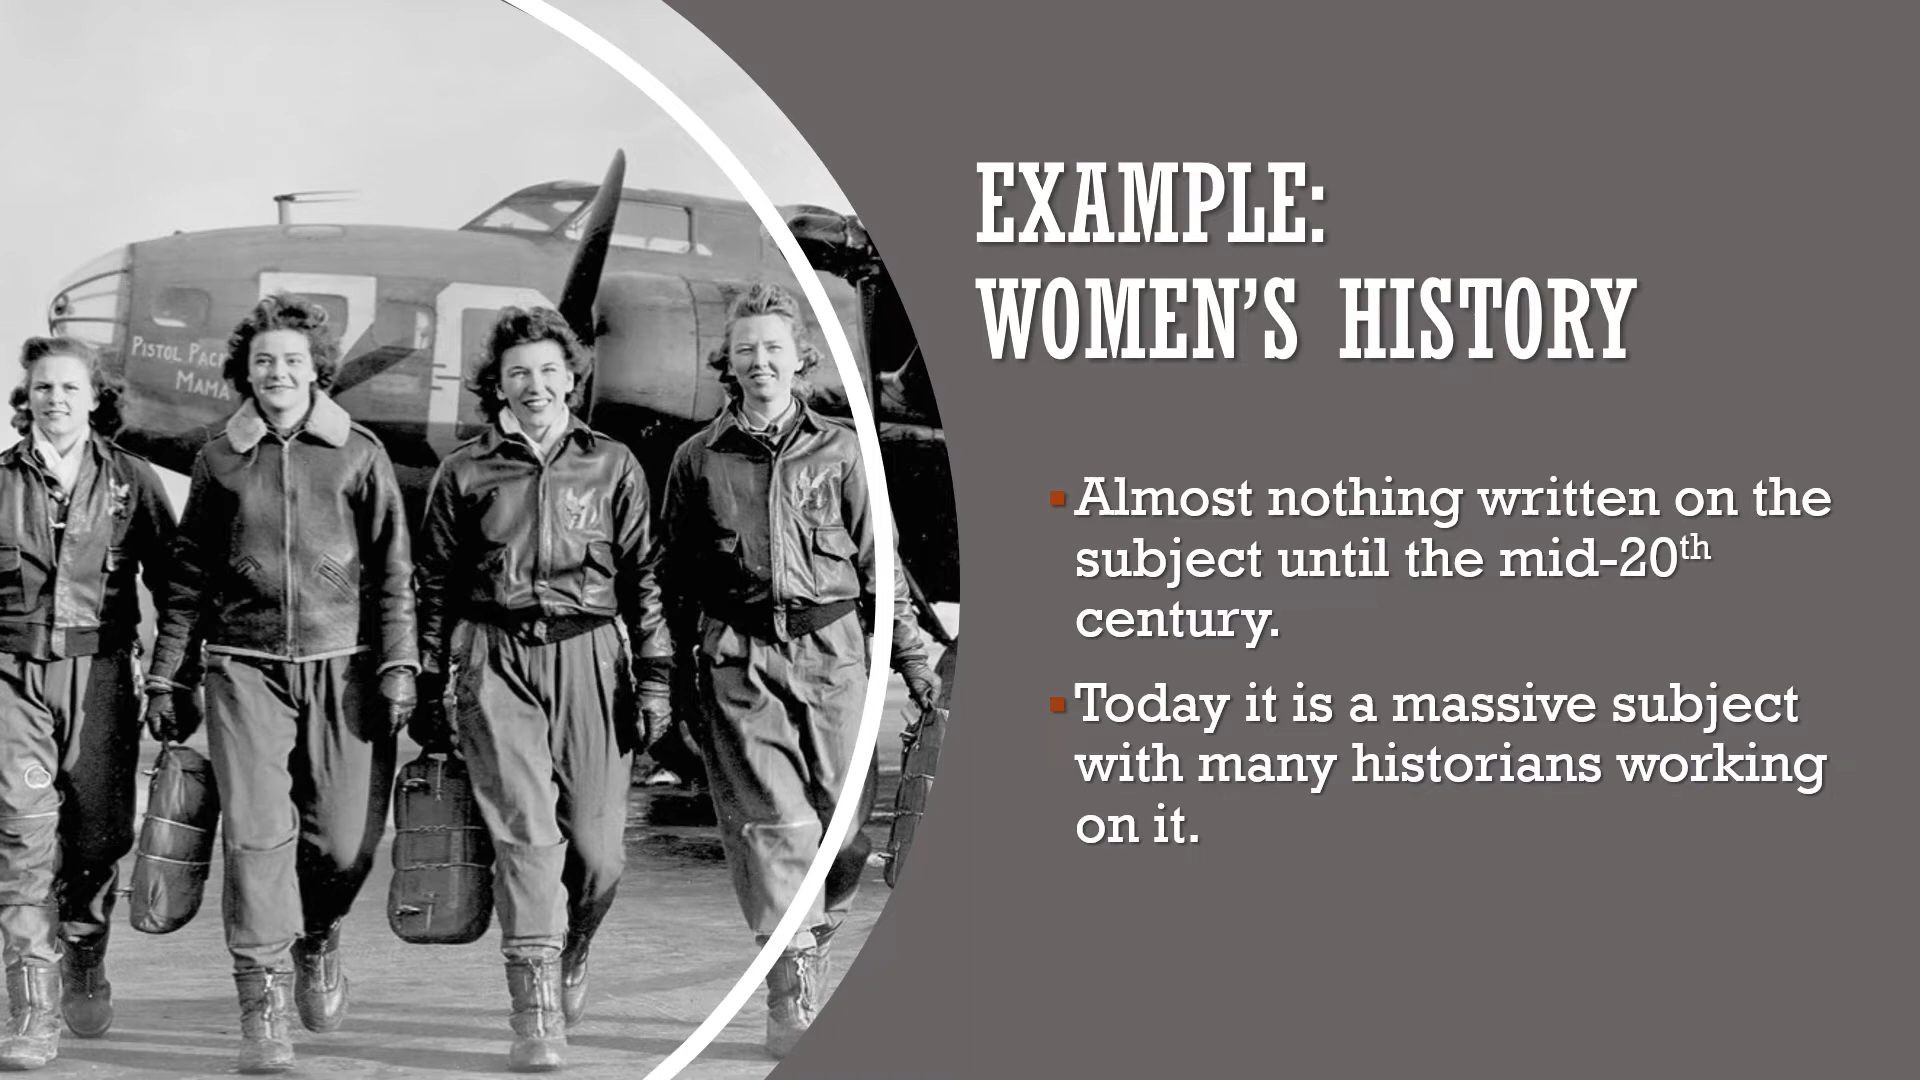 PISTOL PACK
MAMA
EXAMPLE:
WOMEN'S HISTORY
▪ Almost nothing written on the
subject until the mid-20th
century.
▪ Today it is a massive subject
with many historians working
on it.